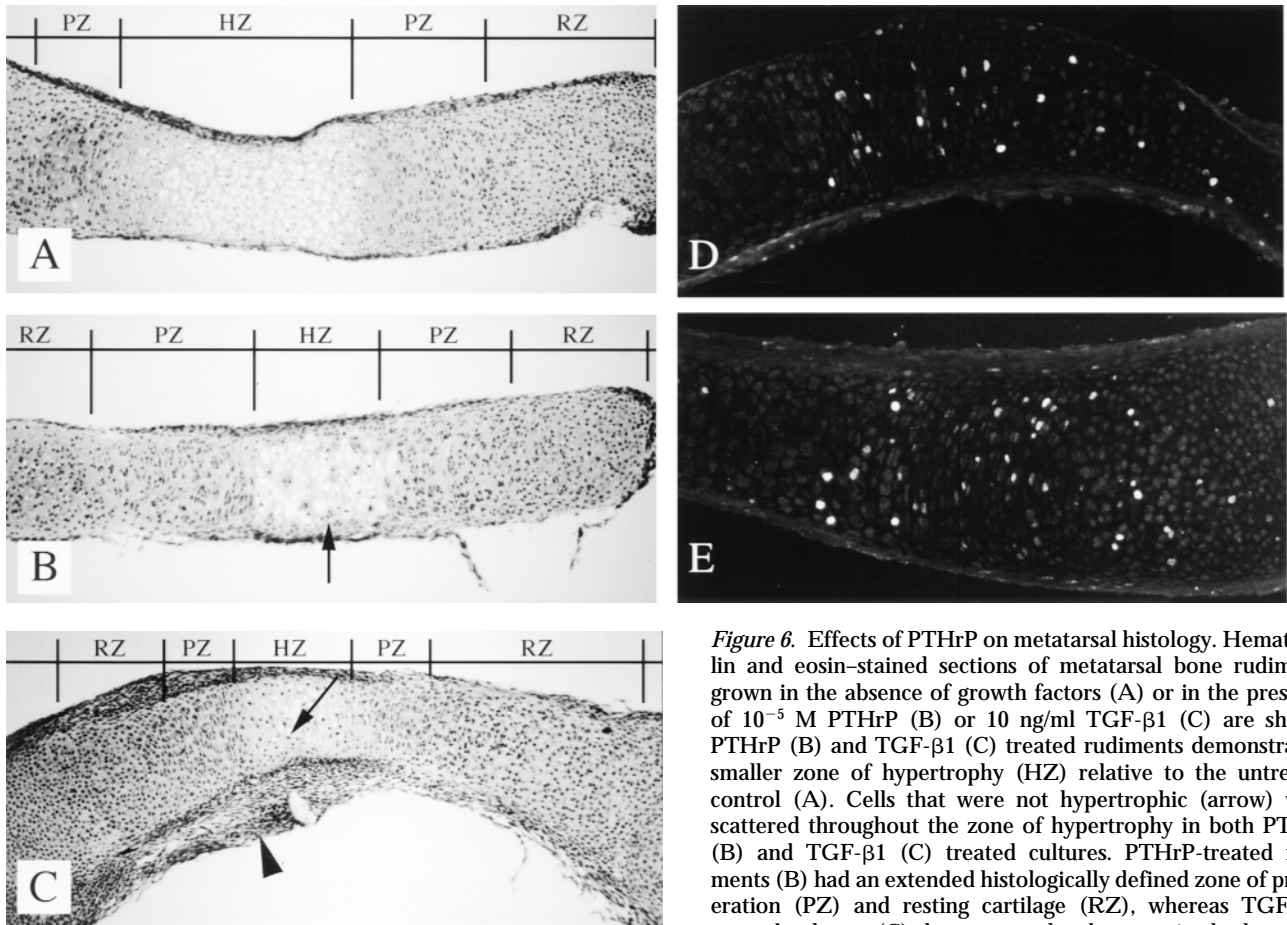 PZ HZ PZ RZ
A
RZ PZ HZ PZ RZ
B
RZ PZ HZ PZ RZ
C
D
E
Figure 6. Effects of PTHrP on metatarsal histology. Hemat
lin and eosin–stained sections of metatarsal bone rudim
grown in the absence of growth factors (A) or in the pres
of 10⁻⁵ M PTHrP (B) or 10 ng/ml TGF-β1 (C) are sh
PTHrP (B) and TGF-β1 (C) treated rudiments demonstra
smaller zone of hypertrophy (HZ) relative to the untre
control (A). Cells that were not hypertrophic (arrow)
scattered throughout the zone of hypertrophy in both PT
(B) and TGF-β1 (C) treated cultures. PTHrP-treated
ments (B) had an extended histologically defined zone of pr
eration (PZ) and resting cartilage (RZ), whereas TGF